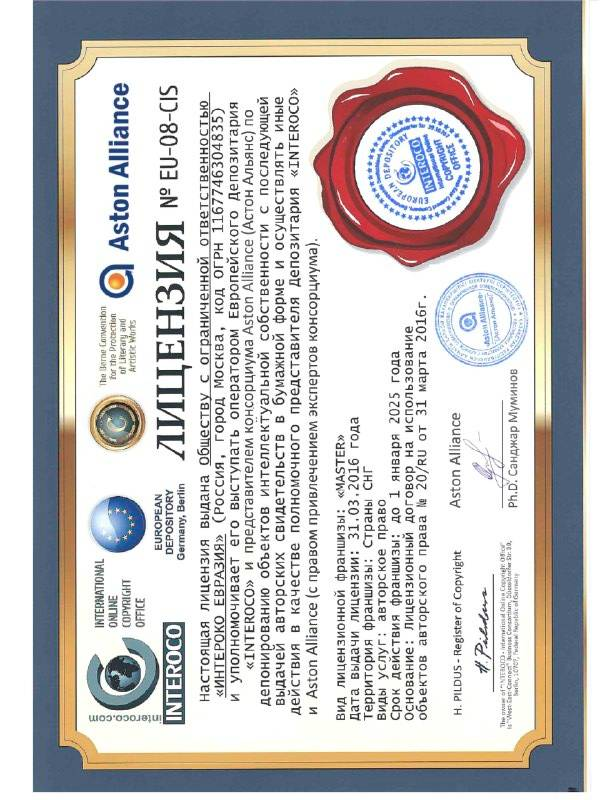 interoco.com
INTEROCO
INTERNATIONAL
ONLINE
COPYRIGHT
OFFICE
EUROPEAN
DEPOSITORY
Germany, Berlin
The Berne Convention
for the Protection
of Literary and
Artistic Works
Aston Alliance
ЛИЦЕНЗИЯ № EU-08-CIS
Настоящая лицензия выдана Обществу с ограниченной ответственностью
«ИНТЕРОКО ЕВРАЗИЯ» (Россия, город Москва, код ОГРН 1167746304835)
и уполномочивает его выступать оператором Европейского Депозитария
«INTEROCO» и представителем консорциума Aston Alliance (Астон Альянс) по
депонированию объектов интеллектуальной собственности с последующей
выдачей авторских свидетельств в бумажной форме и осуществлять иные
действия в качестве полномочного представителя Депозитария «INTEROCO»
и Aston Alliance (с правом привлечением экспертов консорциума).
Вид лицензионной франшизы: «MASTER»
Дата выдачи лицензии: 31.03.2016 года
Территория франшизы: Страны СНГ
Виды услуг: авторское право
Срок действия франшизы: до 1 января 2025 года
Основание: лицензионный договор на использование
объектов авторского права № 20/RU от 31 марта 2016г.
H. PILDUS - Register of Copyright
H. Pildus
The owner of "INTEROCO - International Online Copyright Office"
is "West-East-Connect" Business Consortium, Düsseldorfer Str.39,
Berlin, 10707, Federal Republic of Germany
Aston Alliance
Ph.D. Санджар Муминов
Aston Alliance
EUROPEAN DEPOSITORY
INTEROCO
COPYRIGHT
OFFICE